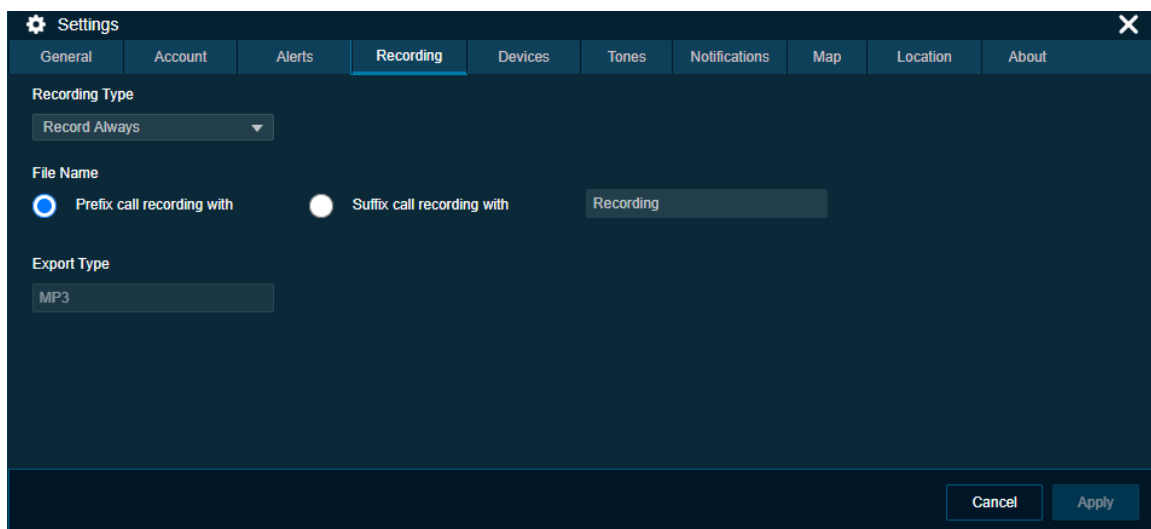 Settings
General Account Alerts Recording Devices Tones Notifications Map Location About
Recording Type
Record Always
File Name
Prefix call recording with Suffix call recording with Recording
Export Type
MP3
Cancel Apply